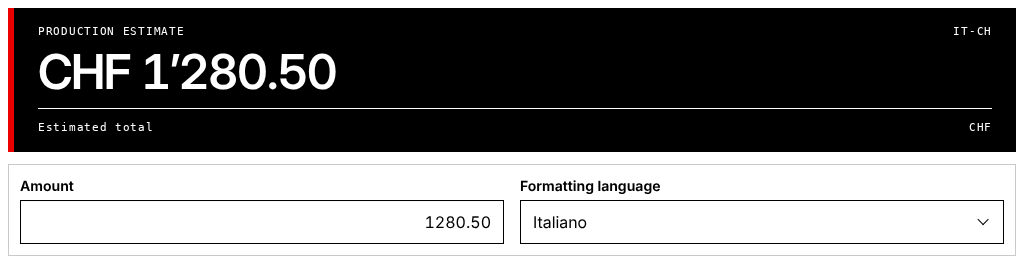 PRODUCTION ESTIMATE IT-CH
CHF 1’280.50
Estimated total CHF
Amount Formatting language
1280.50 Italiano